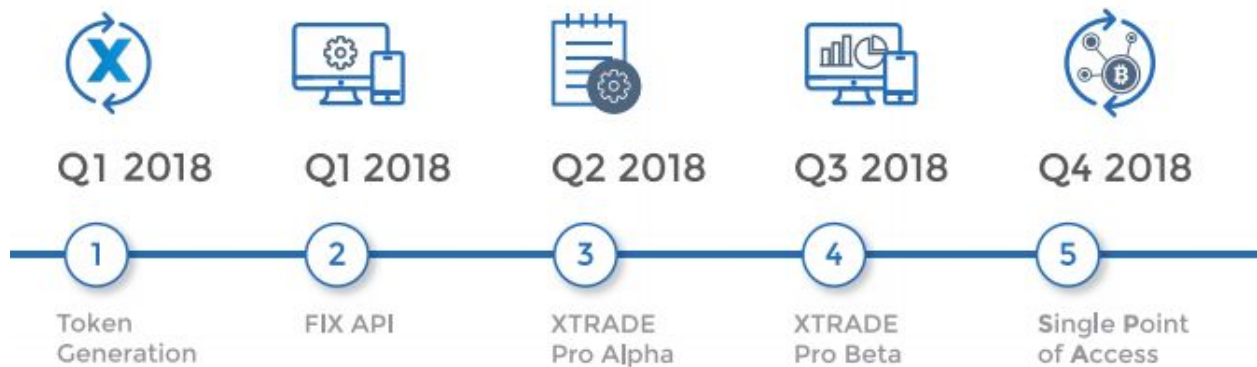 X
Q1 2018
Q1 2018
Q2 2018
Q3 2018
Q4 2018
1
2
3
4
5
Token
Generation
FIX API
XTRADE
Pro Alpha
XTRADE
Pro Beta
Single Point
of Access